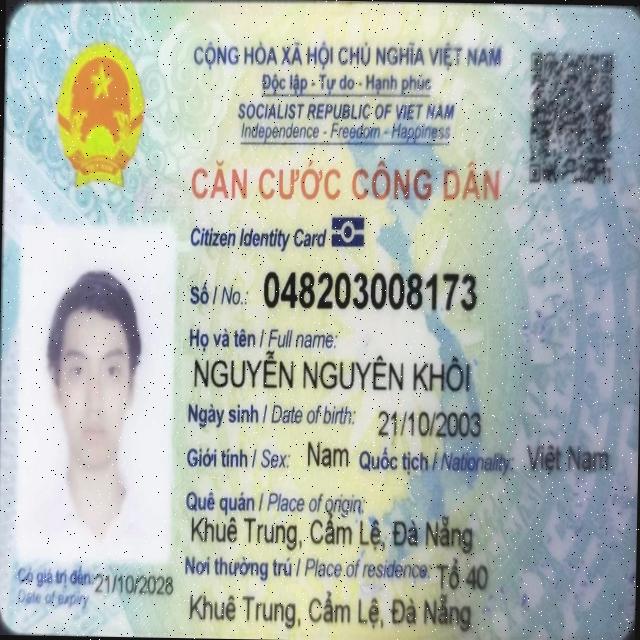 CỘNG HÒA XÃ HỘI CHỦ NGHĨA VIỆT NAM
Độc lập - Tự do - Hạnh phúc
SOCIALIST REPUBLIC OF VIET NAM
Independence - Freedom - Happiness
CĂN CƯỚC CÔNG DÂN
Citizen Identity Card
Số / No.: 048203008173
Họ và tên / Full name:
NGUYỄN NGUYÊN KHÔI
Ngày sinh / Date of birth: 21/10/2003
Giới tính / Sex: Nam Quốc tịch / Nationality: Việt Nam
Quê quán / Place of origin:
Khuê Trung, Cẩm Lệ, Đà Nẵng
Nơi thường trú / Place of residence: Tổ 40
Khuê Trung, Cẩm Lệ, Đà Nẵng
Có giá trị đến: 21/10/2028
Date of expiry